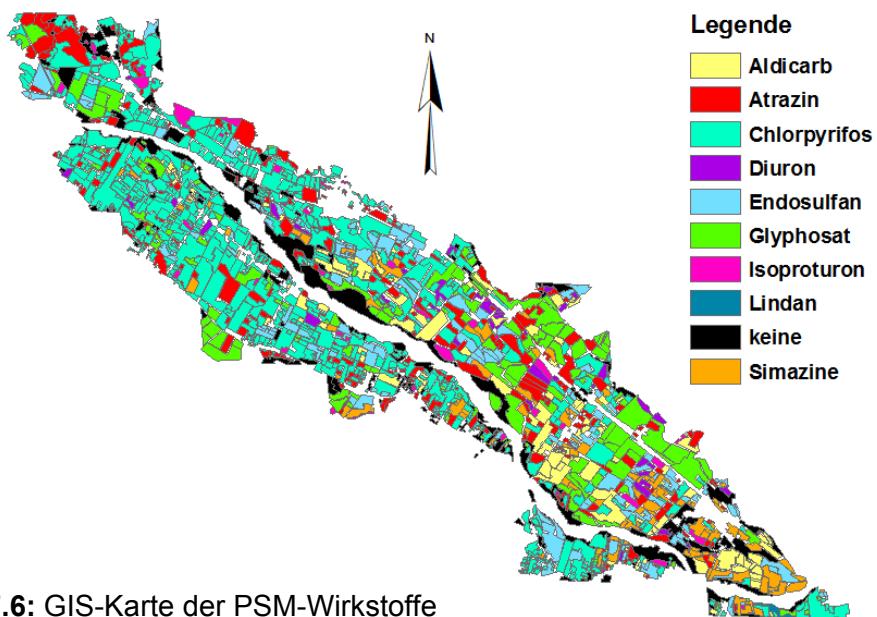 N
Legende
Aldicarb
Atrazin
Chlorpyrifos
Diuron
Endosulfan
Glyphosat
Isoproturon
Lindan
keine
Simazine
.6: GIS-Karte der PSM-Wirkstoffe